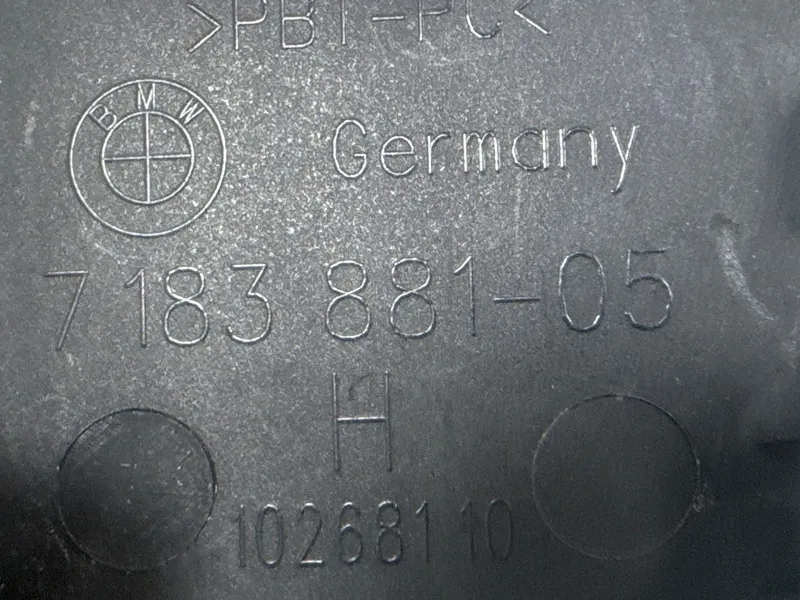 >PBT-PC<
BMW
Germany
7 183 881-05
H
10268110